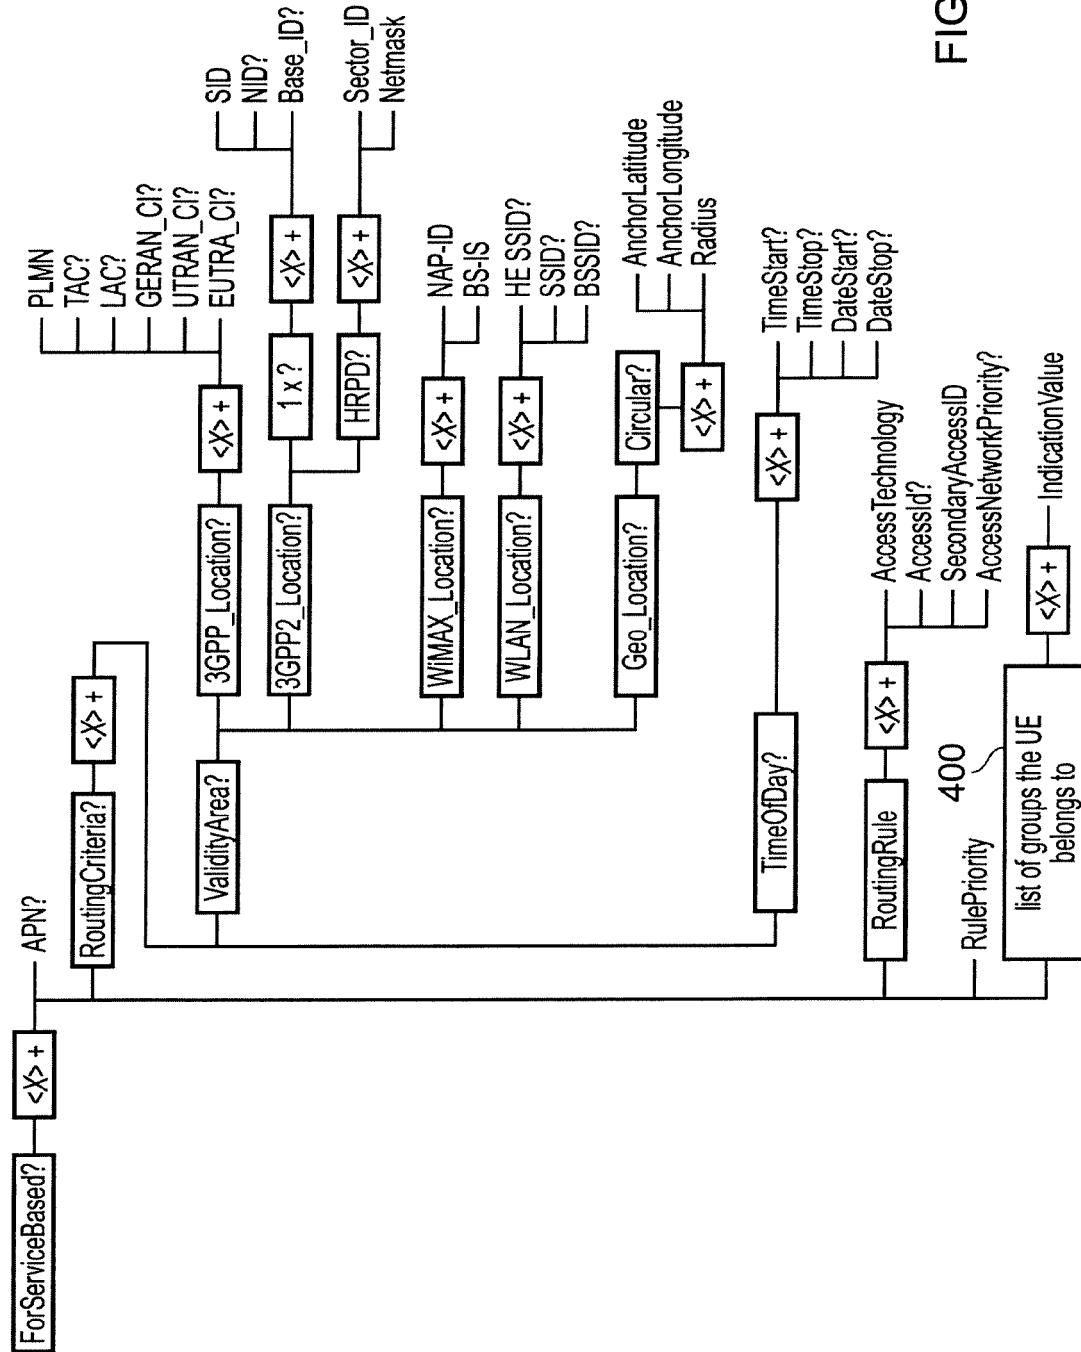 ForServiceBased?
<X> +
APN?
RoutingCriteria?
<X> +
ValidityArea?
3GPP_Location?
<X> +
PLMN
TAC?
LAC?
GERAN_CI?
UTRAN_CI?
EUTRA_CI?
3GPP2_Location?
1 x ?
<X> +
SID
NID?
Base_ID?
HRPD?
<X> +
Sector_ID
Netmask
WiMAX_Location?
<X> +
NAP-ID
BS-IS
WLAN_Location?
<X> +
HE SSID?
SSID?
BSSID?
Geo_Location?
Circular?
<X> +
AnchorLatitude
AnchorLongitude
Radius
TimeOfDay?
<X> +
TimeStart?
TimeStop?
DateStart?
DateStop?
RoutingRule
<X> +
AccessTechnology
AccessId?
SecondaryAccessID
AccessNetworkPriority?
RulePriority
400
list of groups the UE
belongs to
<X> +
IndicationValue
FIG